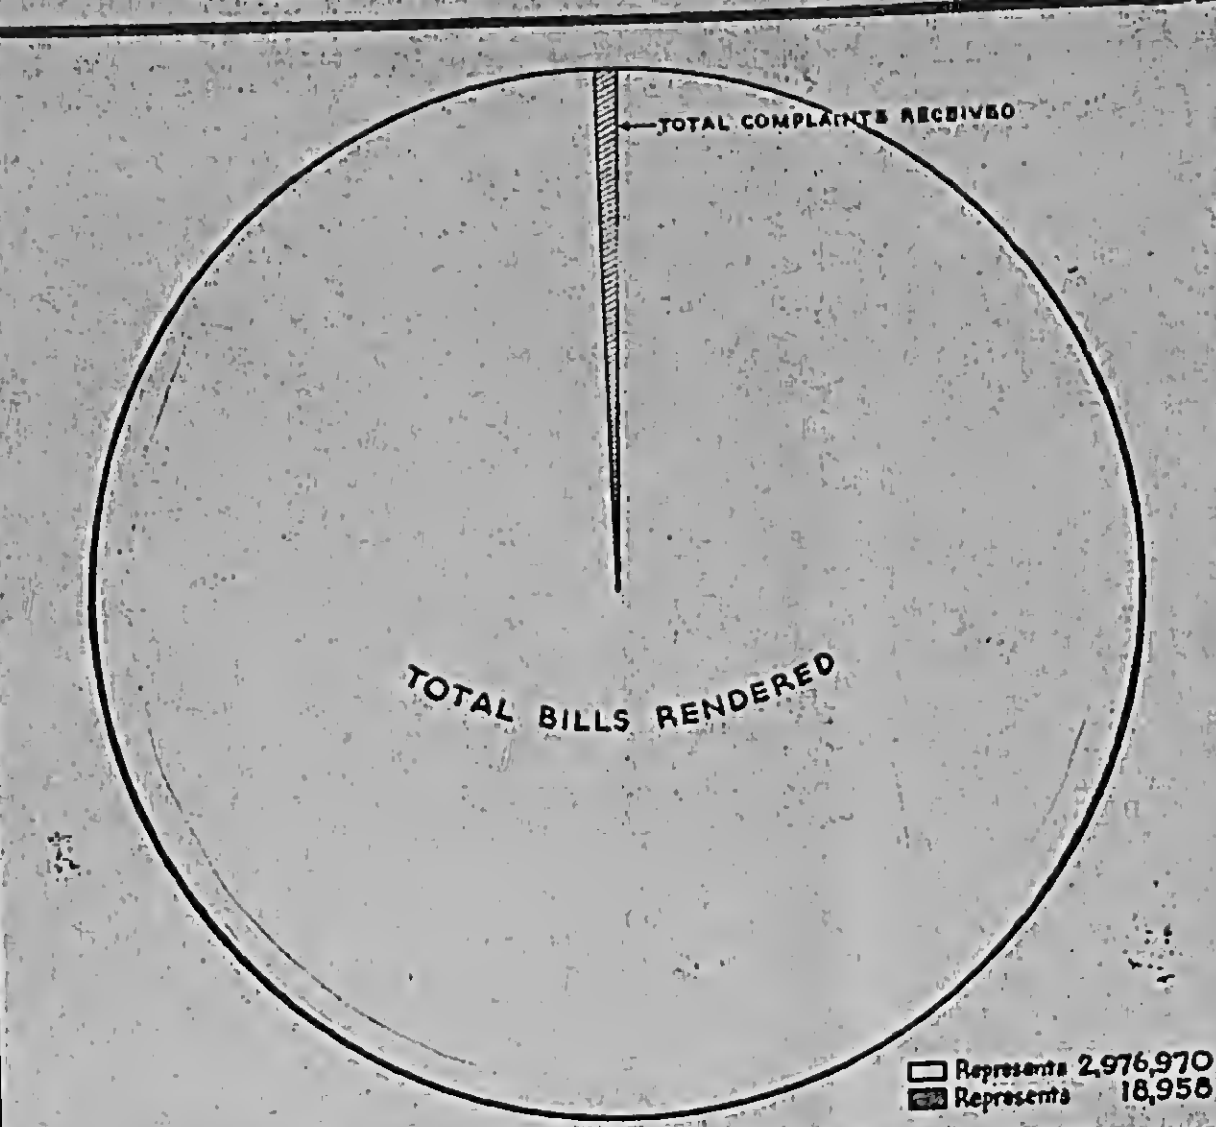 TOTAL COMPLAINTS RECEIVED
TOTAL BILLS RENDERED
Represents 2,976,970
Represents 18,958